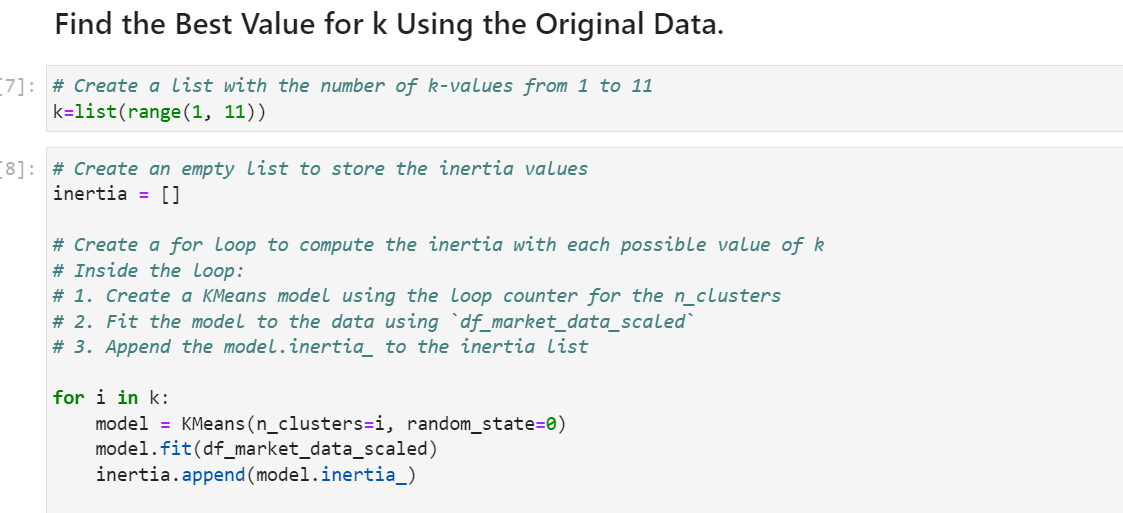 Find the Best Value for k Using the Original Data.
[7]: # Create a list with the number of k-values from 1 to 11
k=list(range(1, 11))
[8]: # Create an empty list to store the inertia values
inertia = []
# Create a for loop to compute the inertia with each possible value of k
# Inside the loop:
# 1. Create a KMeans model using the loop counter for the n_clusters
# 2. Fit the model to the data using `df_market_data_scaled`
# 3. Append the model.inertia_ to the inertia list
for i in k:
    model = KMeans(n_clusters=i, random_state=0)
    model.fit(df_market_data_scaled)
    inertia.append(model.inertia_)